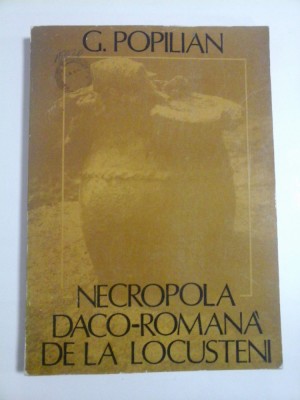 G. POPILIAN
NECROPOLA
DACO-ROMANĂ
DE LA LOCUSTENI